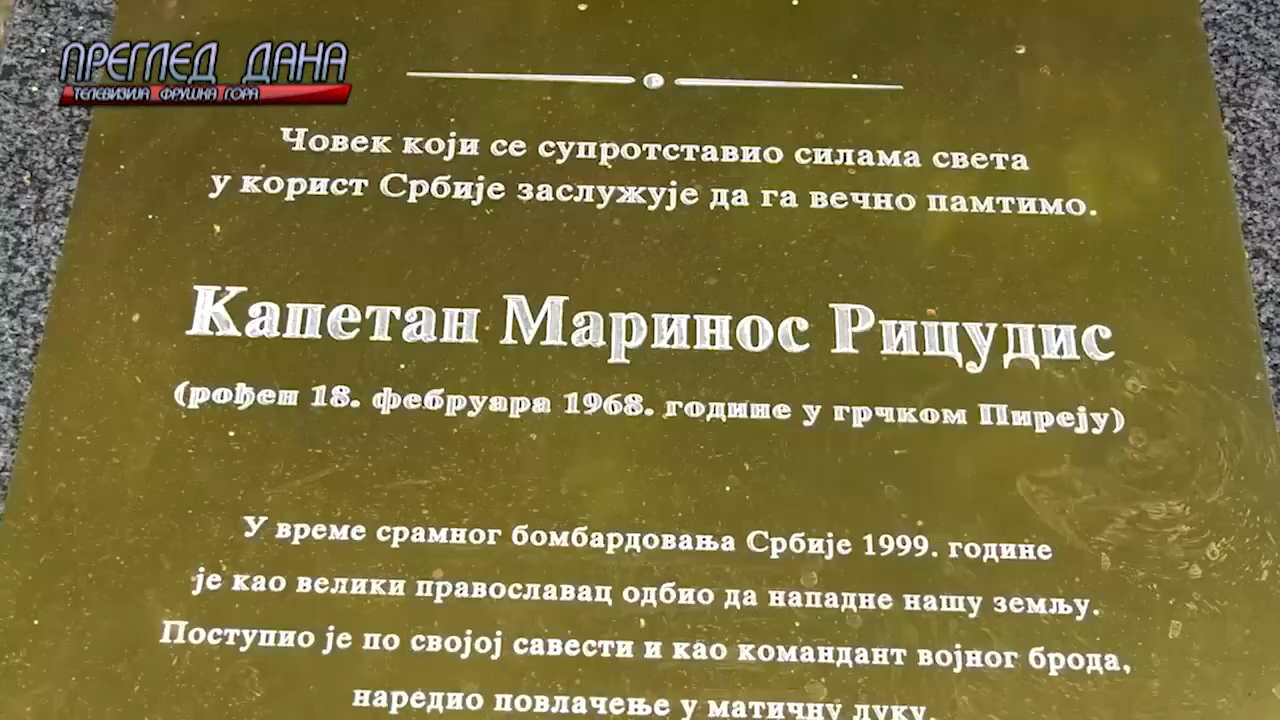 ПРЕГЛЕД ДАНА
ТЕЛЕВИЗИЈА ФРУШКА ГОРА
Човек који се супротставио силама света
у корист Србије заслужује да га вечно памтимо.
Капетан Маринос Рицудис
(рођен 18. фебруара 1968. године у грчком Пиреју)
У време срамног бомбардовања Србије 1999. године
је као велики православац одбио да нападне нашу земљу.
Поступио је по својој савести и као командант војног брода,
наредио повлачење у матичну луку.